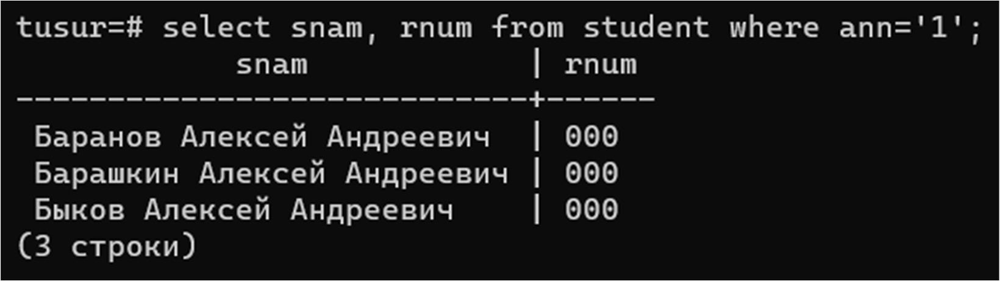 tusur=# select snam, rnum from student where ann='1';
snam | rnum
-----------------------------+------
Баранов Алексей Андреевич | 000
Барашкин Алексей Андреевич | 000
Быков Алексей Андреевич | 000
(3 строки)